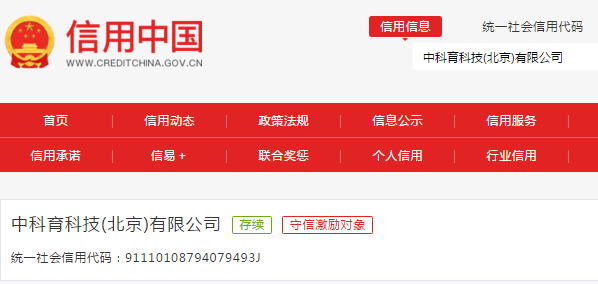 信用中国
WWW.CREDITCHINA.GOV.CN
信用信息 统一社会信用代码
中科育科技(北京)有限公司
首页 信用动态 政策法规 信息公示 信用服务
信用承诺 信易+ 联合奖惩 个人信用 行业信用
中科育科技(北京)有限公司 存续 守信激励对象
统一社会信用代码：91110108794079493J